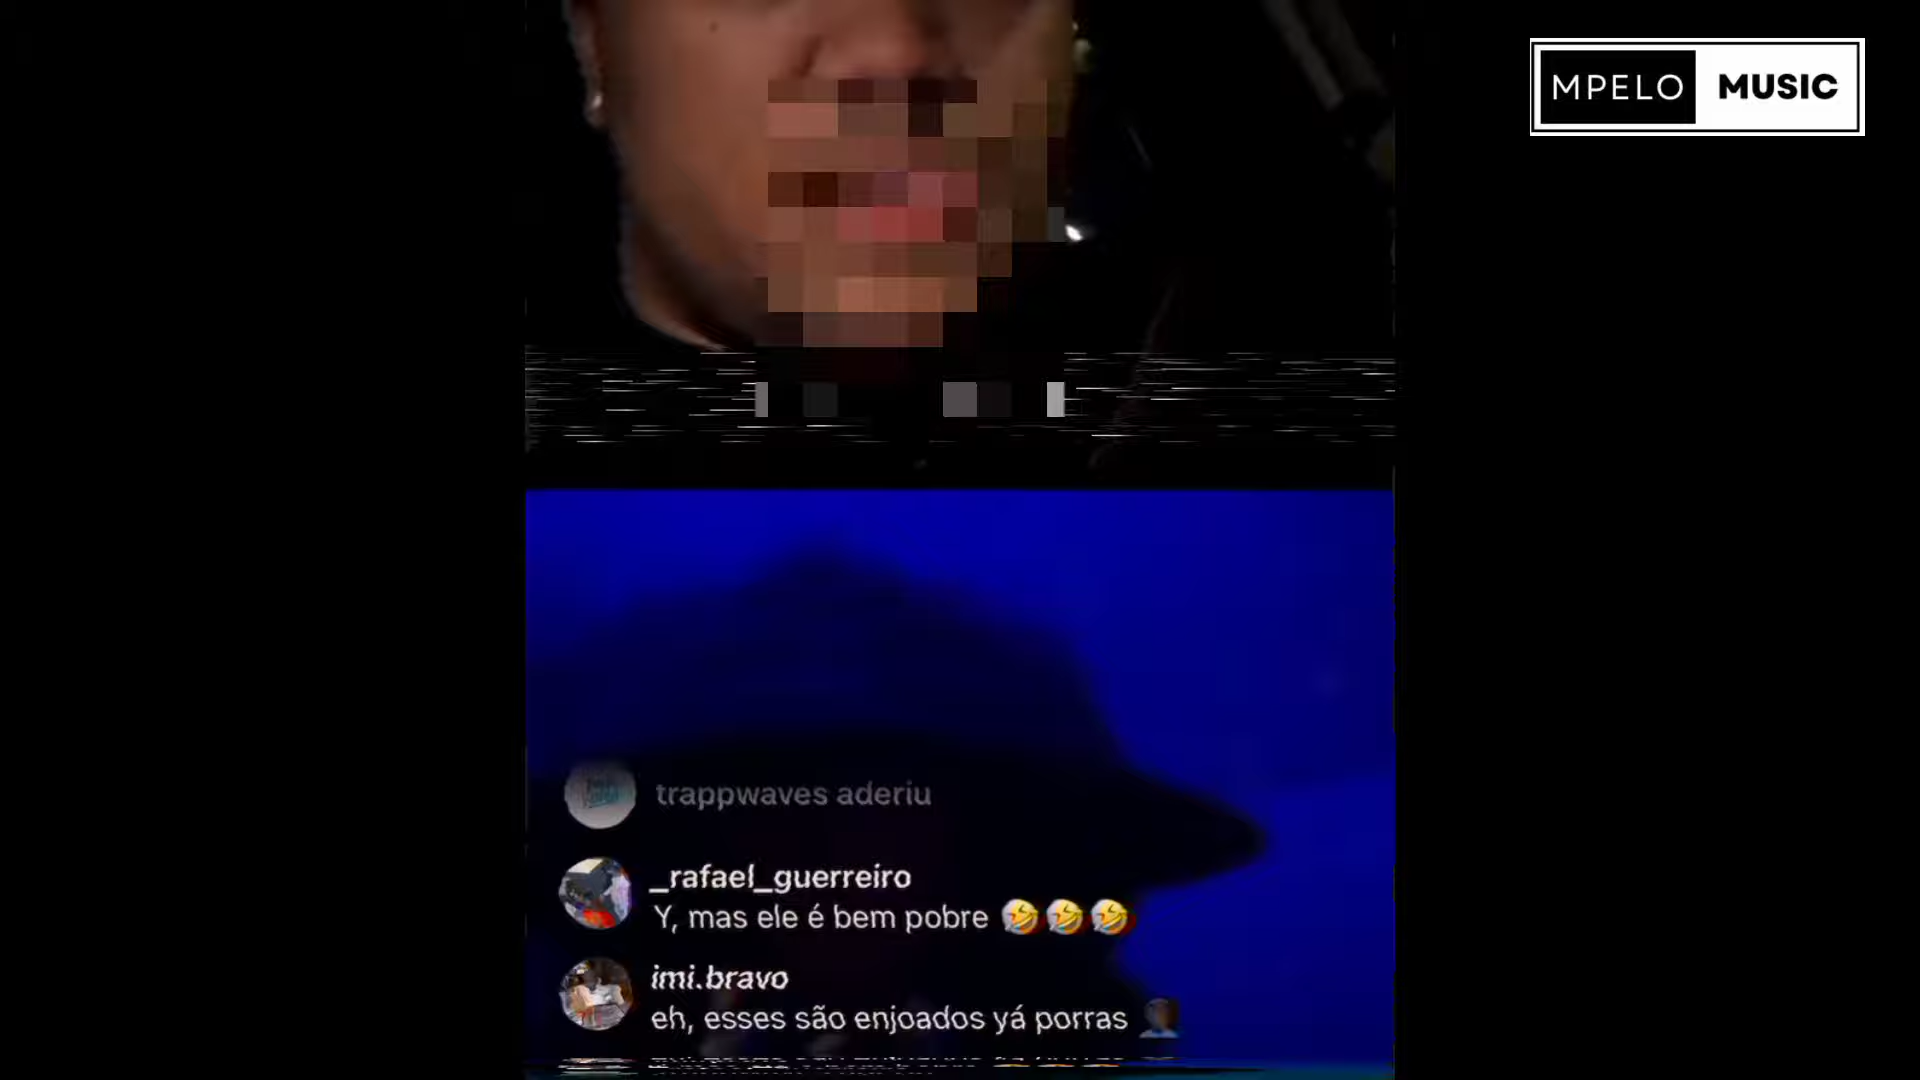 MPELO MUSIC
trappwaves aderiu
_rafael_guerreiro
Y, mas ele é bem pobre 🤣🤣🤣
imi.bravo
eh, esses são enjoados yá porras